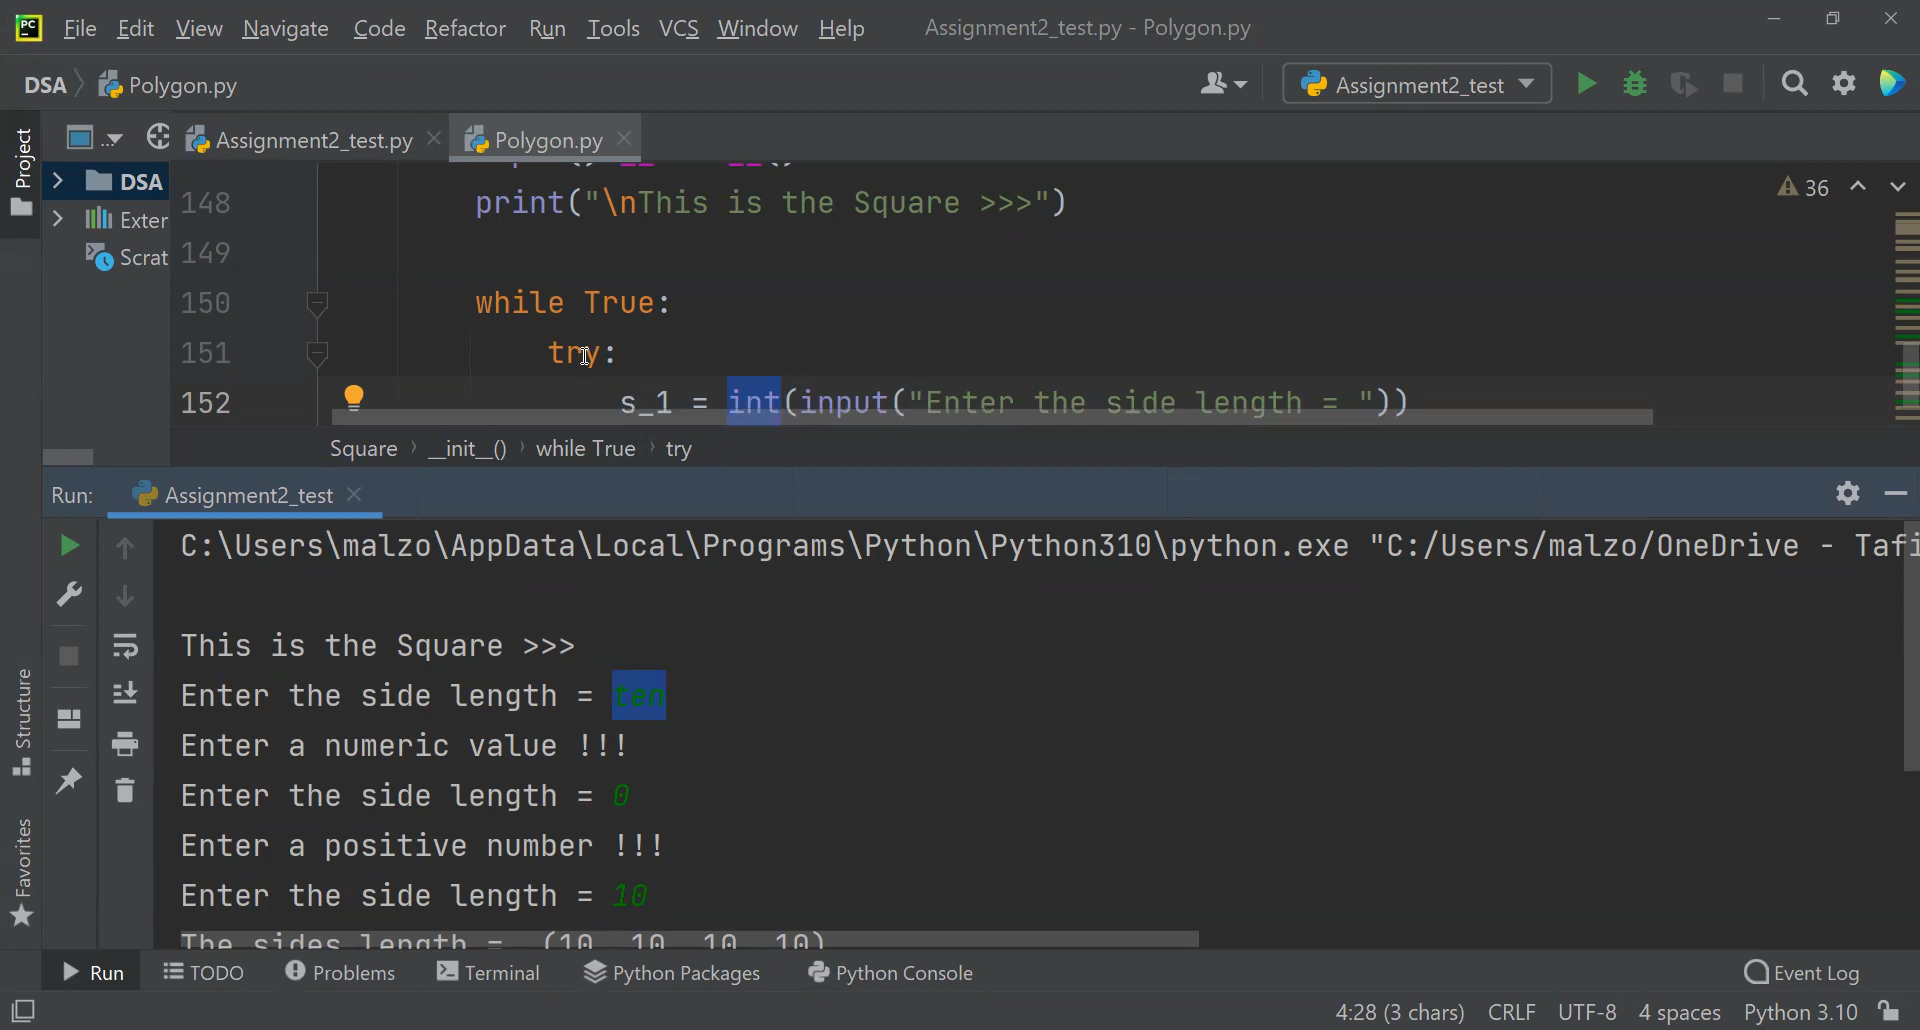 PC File Edit View Navigate Code Refactor Run Tools VCS Window Help Assignment2_test.py - Polygon.py
DSA Polygon.py Assignment2_test
Project ... Assignment2_test.py Polygon.py
DSA
Exter
Scrat
148 print("\nThis is the Square >>>") 36
149
150 while True:
151 try:
152 s_1 = int(input("Enter the side length = "))
Square __init__() while True try
Run: Assignment2_test
C:\Users\malzo\AppData\Local\Programs\Python\Python310\python.exe "C:/Users/malzo/OneDrive - Tafi
This is the Square >>>
Enter the side length = ten
Enter a numeric value !!!
Enter the side length = 0
Enter a positive number !!!
Enter the side length = 10
The sides length = (10 10 10 10)
Structure
Favorites
Run TODO Problems Terminal Python Packages Python Console Event Log
4:28 (3 chars) CRLF UTF-8 4 spaces Python 3.10